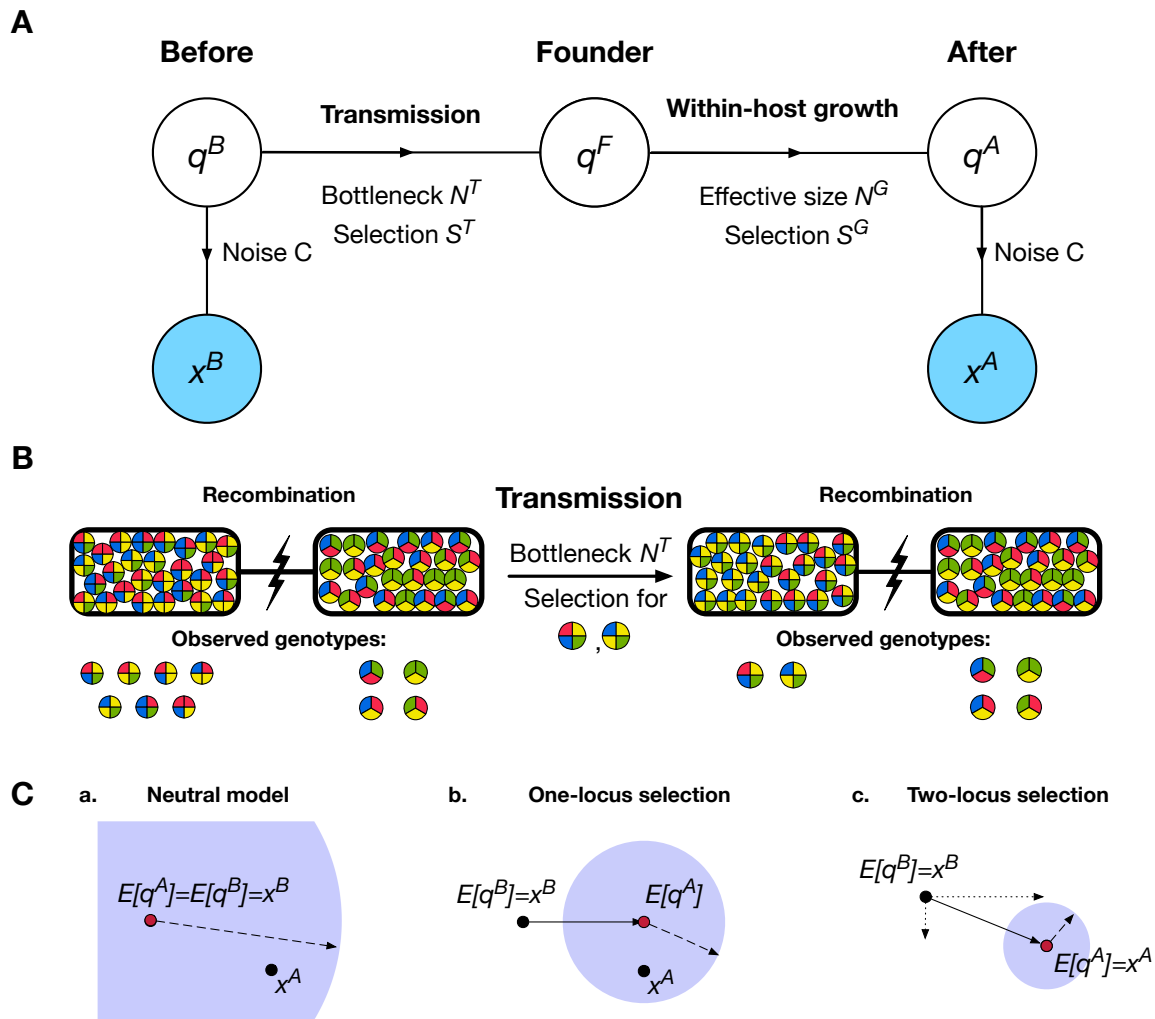 A
Before
Founder
After
Transmission
Within-host growth
q^B
q^F
q^A
Bottleneck N^T
Selection S^T
Effective size N^G
Selection S^G
Noise C
Noise C
x^B
x^A
B
Recombination
Transmission
Recombination
Bottleneck N^T
Selection for
,
Observed genotypes:
Observed genotypes:
C
a. Neutral model
b. One-locus selection
c. Two-locus selection
E[q^A]=E[q^B]=x^B
x^A
E[q^B]=x^B
E[q^A]
x^A
E[q^B]=x^B
E[q^A]=x^A